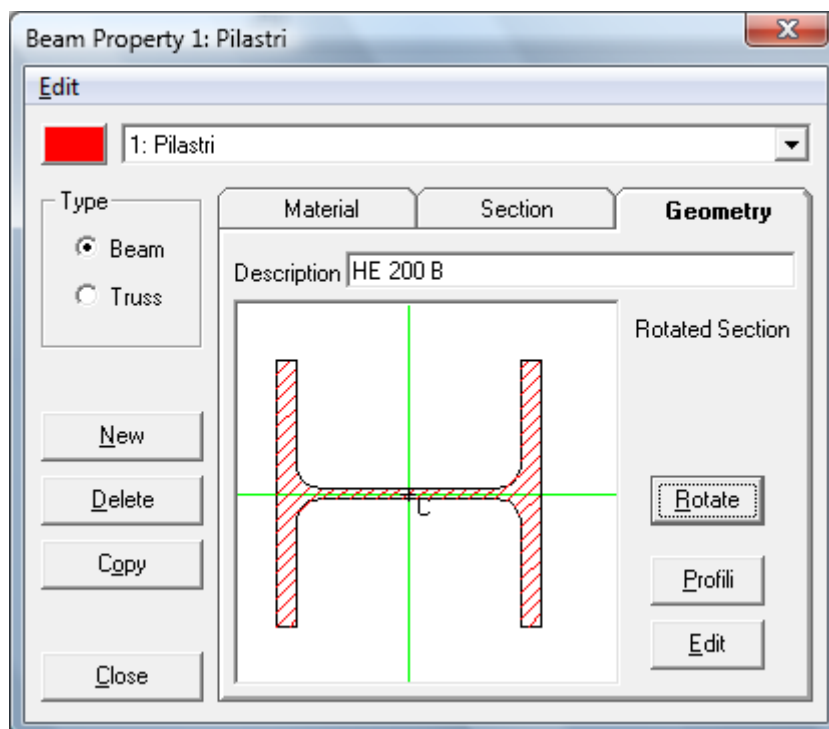 Beam Property 1: Pilastri
Edit
1: Pilastri
Type
Beam
Truss
Material Section Geometry
Description HE 200 B
Rotated Section
C
New
Delete
Copy
Close
Rotate
Profili
Edit